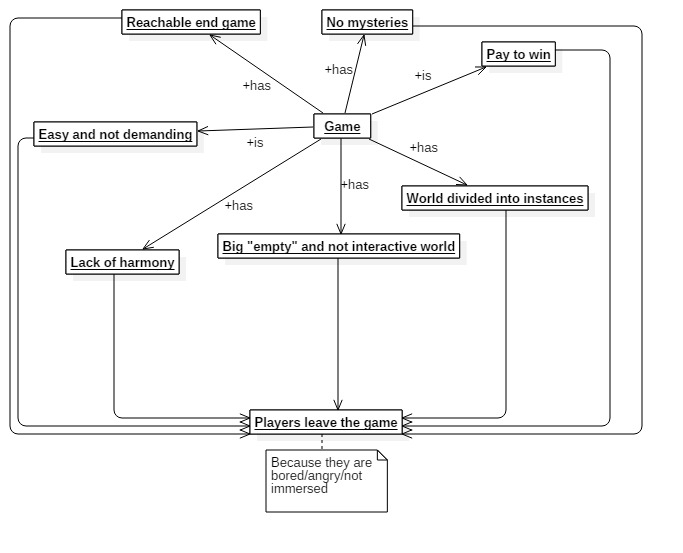 Reachable end game
No mysteries
Pay to win
+has
+has
+is
Game
Easy and not demanding
+is
+has
+has
+has
World divided into instances
Big "empty" and not interactive world
Lack of harmony
Players leave the game
Because they are
bored/angry/not
immersed